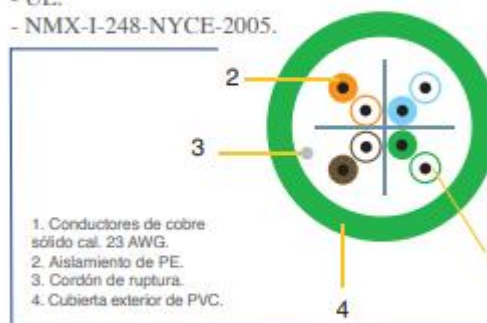 - UL.
- NMX-I-248-NYCE-2005.
2
3
1. Conductores de cobre
sólido cal. 23 AWG.
2. Aislamiento de PE.
3. Cordón de ruptura.
4. Cubierta exterior de PVC.
4